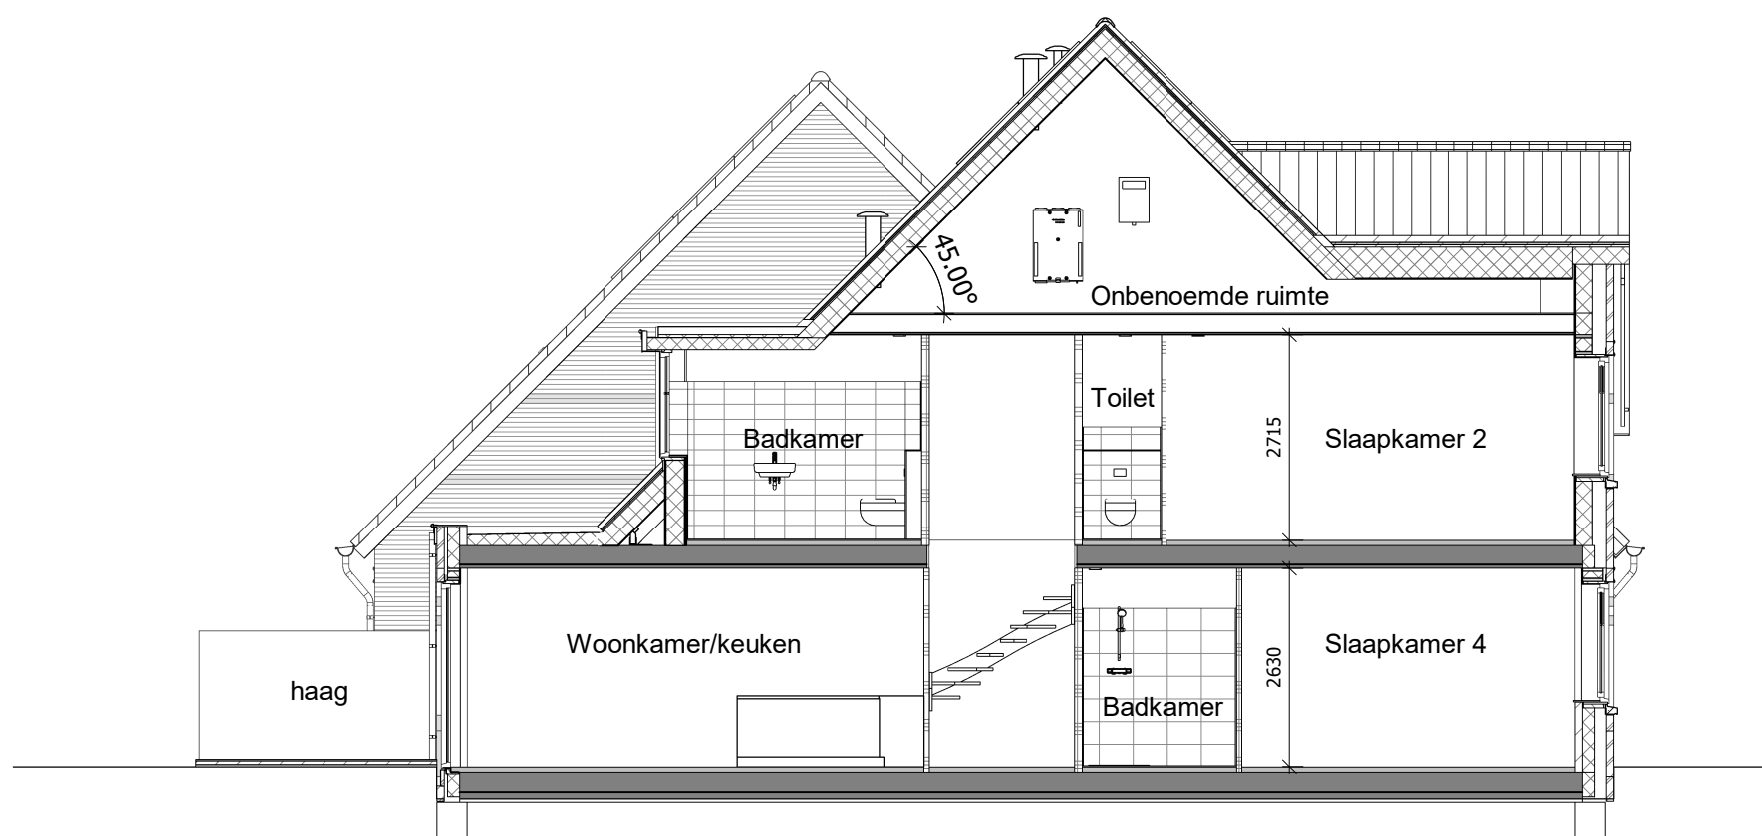 45.00°
Onbenoemde ruimte
Toilet
Badkamer
2715
Slaapkamer 2
Woonkamer/keuken
2630
Slaapkamer 4
haag
Badkamer